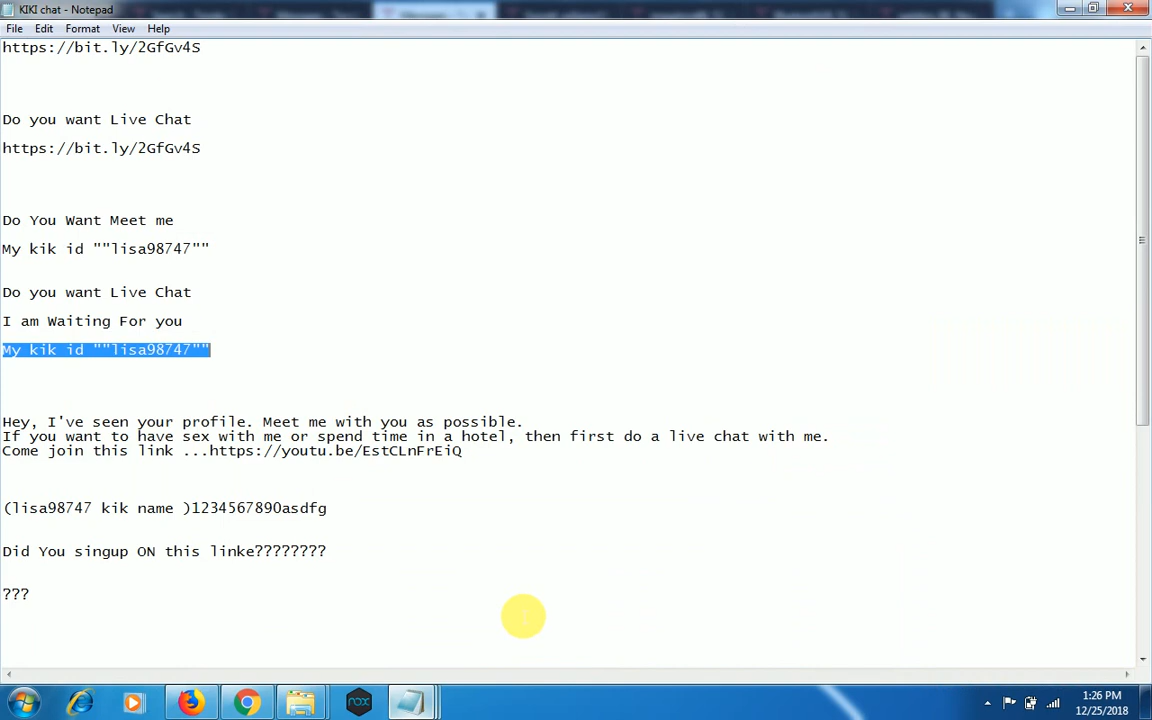 KIKI chat - Notepad
File Edit Format View Help
https://bit.ly/2GfGv4S
Do you want Live Chat
https://bit.ly/2GfGv4S
Do You Want Meet me
My kik id ""lisa98747""
Do you want Live Chat
I am Waiting For you
My kik id ""lisa98747""
Hey, I've seen your profile. Meet me with you as possible.
If you want to have sex with me or spend time in a hotel, then first do a live chat with me.
Come join this link ...https://youtu.be/EstCLnFrEiQ
(lisa98747 kik name )1234567890asdfg
Did You singup ON this linke????????
???
nox
1:26 PM
12/25/2018